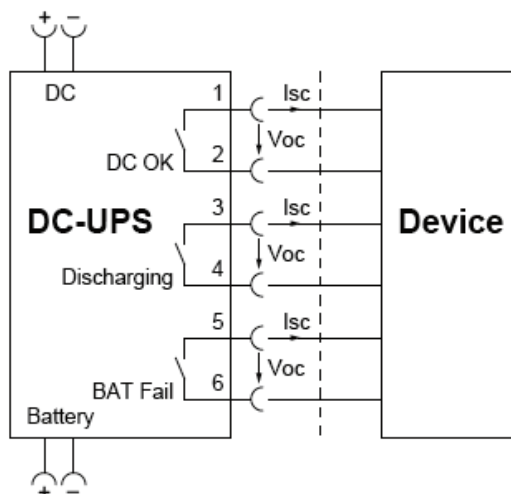 + −
DC
1
Isc
Voc
DC OK
2
3
Isc
DC-UPS
Voc
Device
Discharging
4
5
Isc
Voc
BAT Fail
6
Battery
+ −